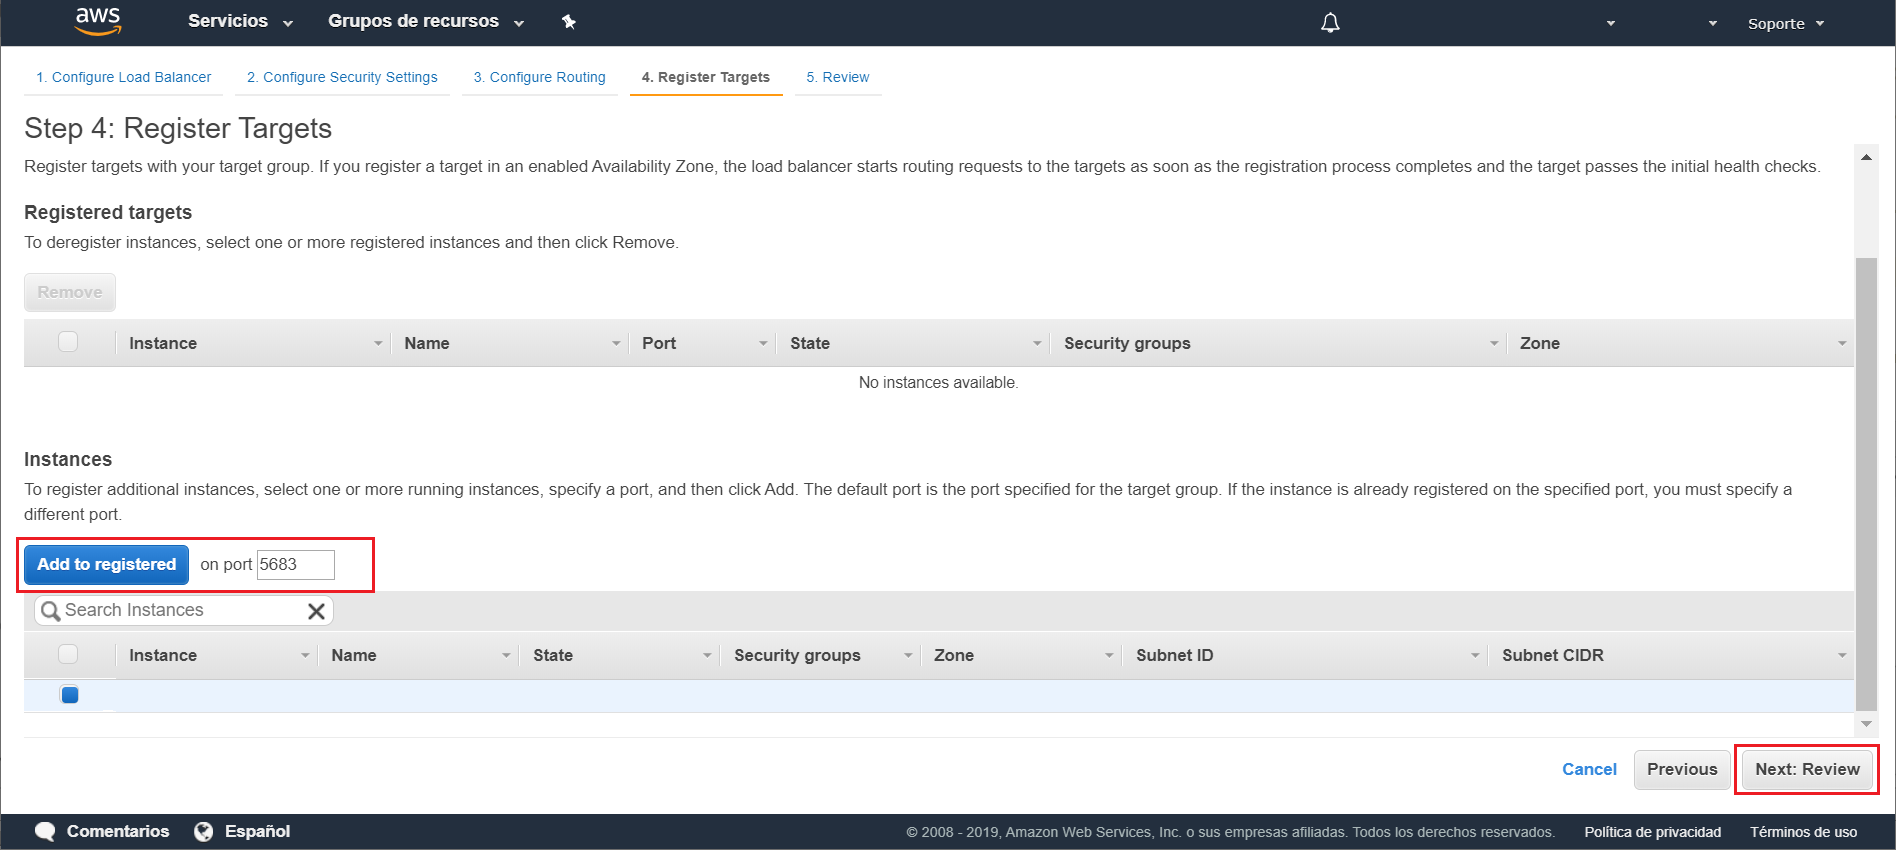 aws Servicios Grupos de recursos Soporte
1. Configure Load Balancer 2. Configure Security Settings 3. Configure Routing 4. Register Targets 5. Review
Step 4: Register Targets
Register targets with your target group. If you register a target in an enabled Availability Zone, the load balancer starts routing requests to the targets as soon as the registration process completes and the target passes the initial health checks.
Registered targets
To deregister instances, select one or more registered instances and then click Remove.
Remove
Instance Name Port State Security groups Zone
No instances available.
Instances
To register additional instances, select one or more running instances, specify a port, and then click Add. The default port is the port specified for the target group. If the instance is already registered on the specified port, you must specify a
different port.
Add to registered on port 5683
Search Instances
Instance Name State Security groups Zone Subnet ID Subnet CIDR
Cancel Previous Next: Review
Comentarios Español © 2008 - 2019, Amazon Web Services, Inc. o sus empresas afiliadas. Todos los derechos reservados. Política de privacidad Términos de uso